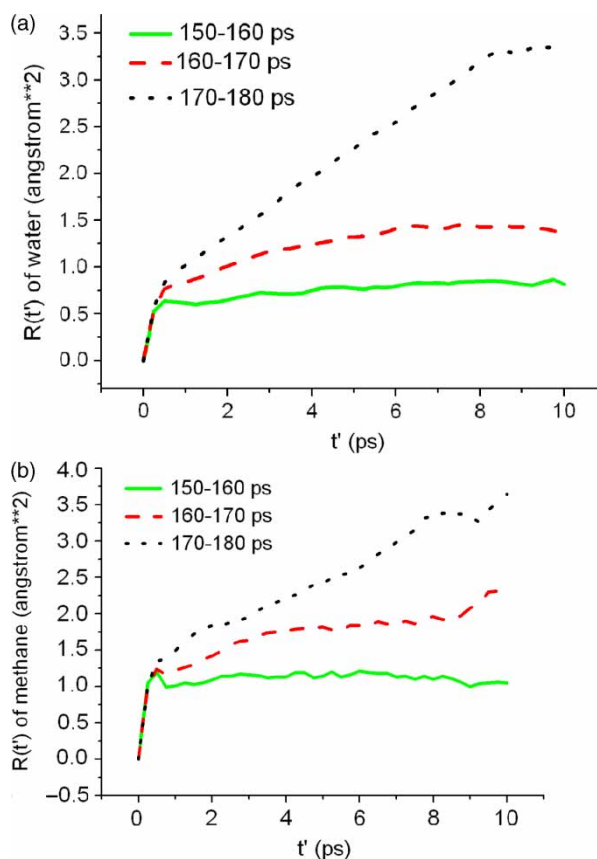 (a)
3.5
3.0
2.5
2.0
1.5
1.0
0.5
0.0
R(t') of water (angstrom**2)
150-160 ps
160-170 ps
170-180 ps
0 2 4 6 8 10
t' (ps)
(b)
4.0
3.5
3.0
2.5
2.0
1.5
1.0
0.5
0.0
−0.5
R(t') of methane (angstrom**2)
150-160 ps
160-170 ps
170-180 ps
0 2 4 6 8 10
t' (ps)